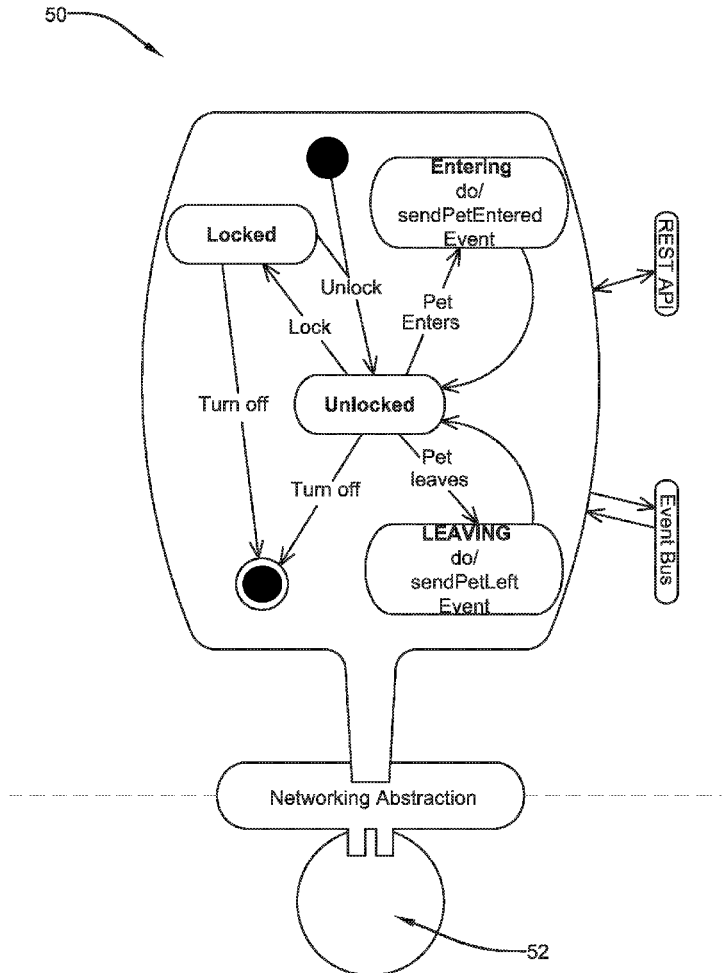 50
Entering
do/
sendPetEntered
Event
Locked
REST API
Unlock
Pet
Enters
Lock
Unlocked
Turn off
Pet
leaves
Turn off
Event Bus
LEAVING
do/
sendPetLeft
Event
Networking Abstraction
52